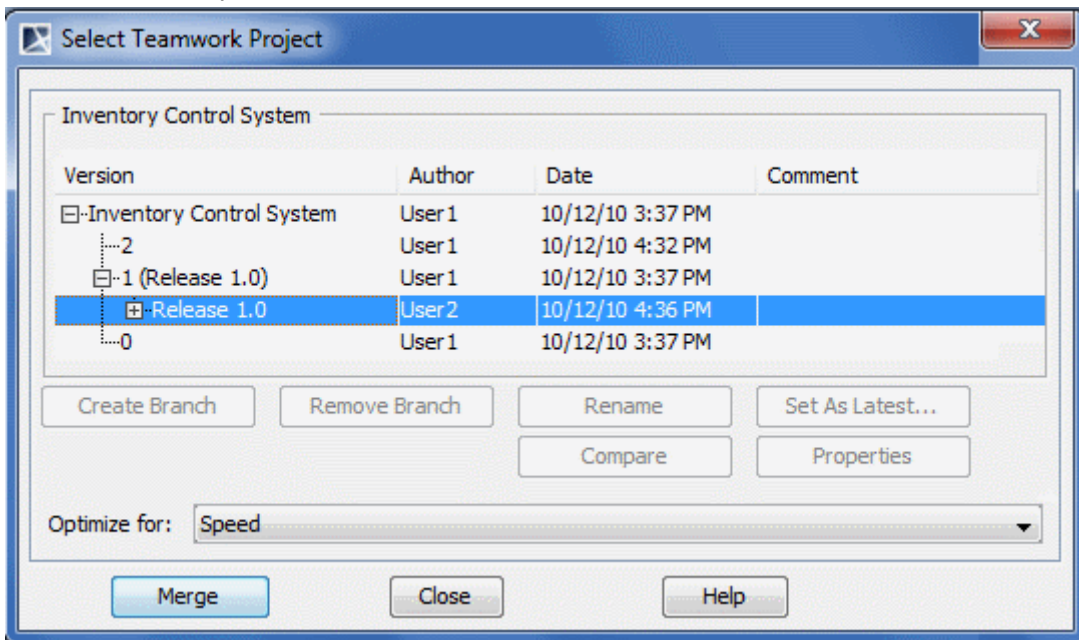 Select Teamwork Project
Inventory Control System
Version Author Date Comment
Inventory Control System User1 10/12/10 3:37 PM
2 User1 10/12/10 4:32 PM
1 (Release 1.0) User1 10/12/10 3:37 PM
Release 1.0 User2 10/12/10 4:36 PM
0 User1 10/12/10 3:37 PM
Create Branch Remove Branch Rename Set As Latest...
Compare Properties
Optimize for: Speed
Merge Close Help